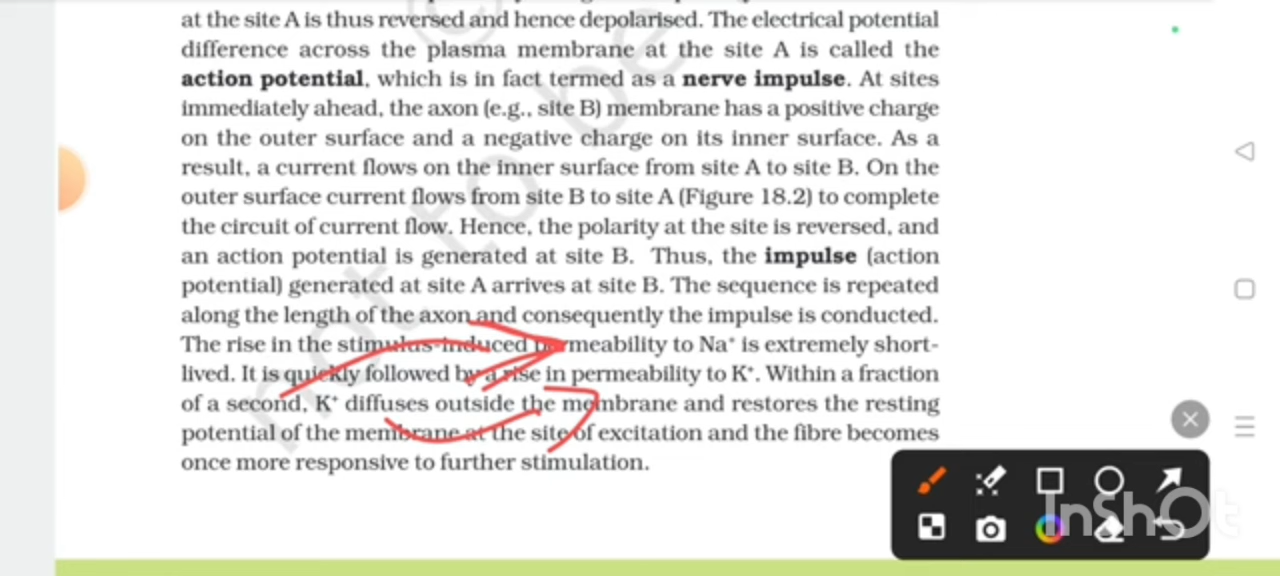 at the site A is thus reversed and hence depolarised. The electrical potential
difference across the plasma membrane at the site A is called the
action potential, which is in fact termed as a nerve impulse. At sites
immediately ahead, the axon (e.g., site B) membrane has a positive charge
on the outer surface and a negative charge on its inner surface. As a
result, a current flows on the inner surface from site A to site B. On the
outer surface current flows from site B to site A (Figure 18.2) to complete
the circuit of current flow. Hence, the polarity at the site is reversed, and
an action potential is generated at site B. Thus, the impulse (action
potential) generated at site A arrives at site B. The sequence is repeated
along the length of the axon and consequently the impulse is conducted.
The rise in the stimulus-induced permeability to Na⁺ is extremely short-
lived. It is quickly followed by a rise in permeability to K⁺. Within a fraction
of a second, K⁺ diffuses outside the membrane and restores the resting
potential of the membrane at the site of excitation and the fibre becomes
once more responsive to further stimulation.
not to be
InShOt